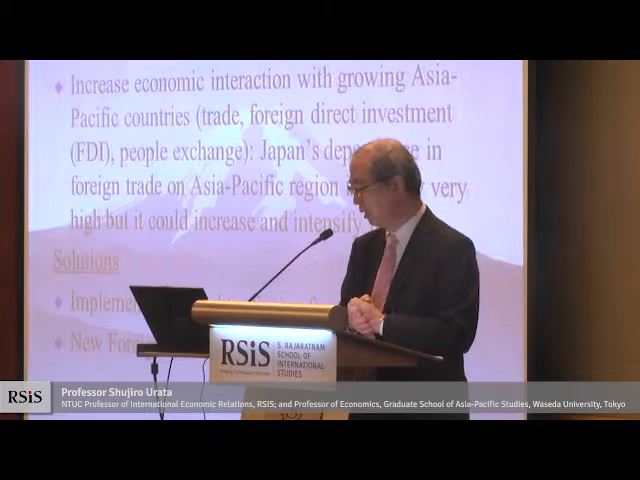 Increase economic interaction with growing Asia-
Pacific countries (trade, foreign direct investment
(FDI), people exchange): Japan's in
foreign trade on Asia-Pacific region very
high but it could increase and intensify
Solutions
New
RSiS
S. RAJARATNAM
SCHOOL OF
INTERNATIONAL
STUDIES
RSiS
Professor Shujiro Urata
NTUC Professor of International Economic Relations, RSIS; and Professor of Economics, Graduate School of Asia-Pacific Studies, Waseda University, Tokyo